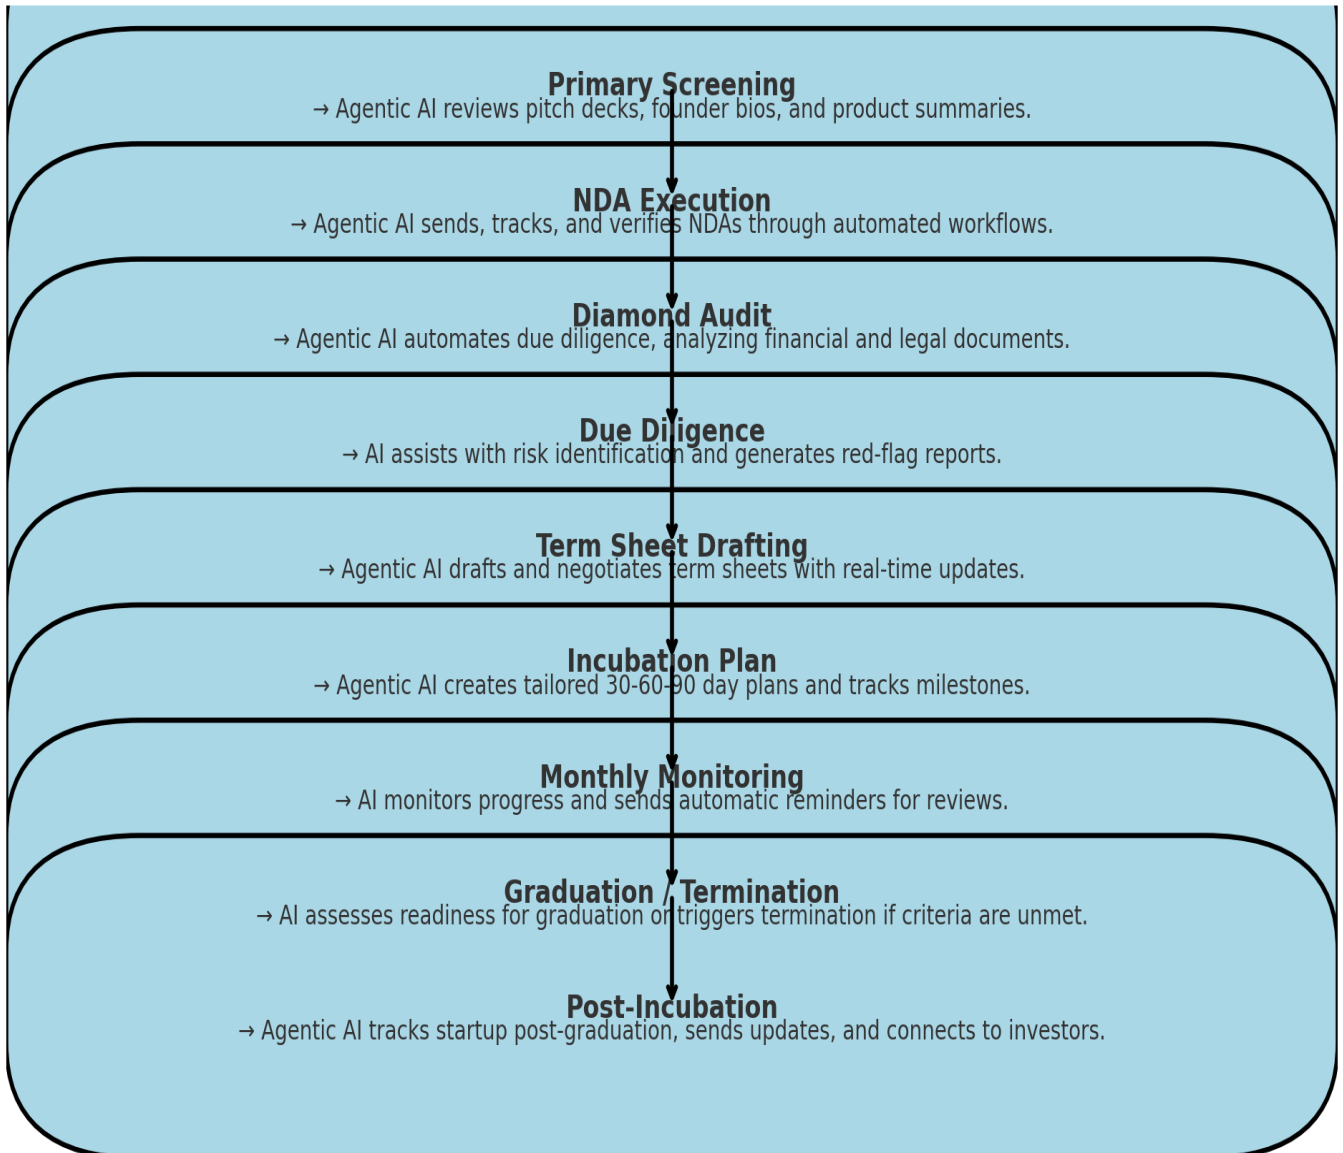 Primary Screening
→ Agentic AI reviews pitch decks, founder bios, and product summaries.
NDA Execution
→ Agentic AI sends, tracks, and verifies NDAs through automated workflows.
Diamond Audit
→ Agentic AI automates due diligence, analyzing financial and legal documents.
Due Diligence
→ AI assists with risk identification and generates red-flag reports.
Term Sheet Drafting
→ Agentic AI drafts and negotiates term sheets with real-time updates.
Incubation Plan
→ Agentic AI creates tailored 30-60-90 day plans and tracks milestones.
Monthly Monitoring
→ AI monitors progress and sends automatic reminders for reviews.
Graduation / Termination
→ AI assesses readiness for graduation or triggers termination if criteria are unmet.
Post-Incubation
→ Agentic AI tracks startup post-graduation, sends updates, and connects to investors.